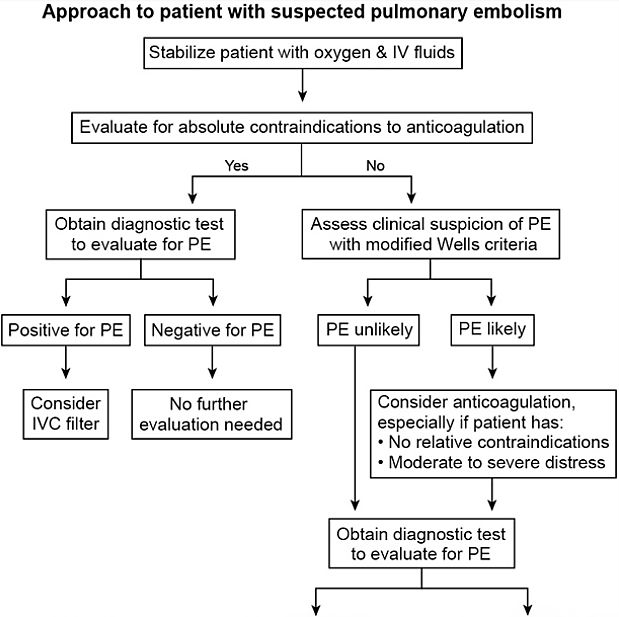 Approach to patient with suspected pulmonary embolism
Stabilize patient with oxygen & IV fluids
Evaluate for absolute contraindications to anticoagulation
Yes
No
Obtain diagnostic test
to evaluate for PE
Assess clinical suspicion of PE
with modified Wells criteria
Positive for PE
Negative for PE
PE unlikely
PE likely
Consider
IVC filter
No further
evaluation needed
Consider anticoagulation,
especially if patient has:
• No relative contraindications
• Moderate to severe distress
Obtain diagnostic test
to evaluate for PE